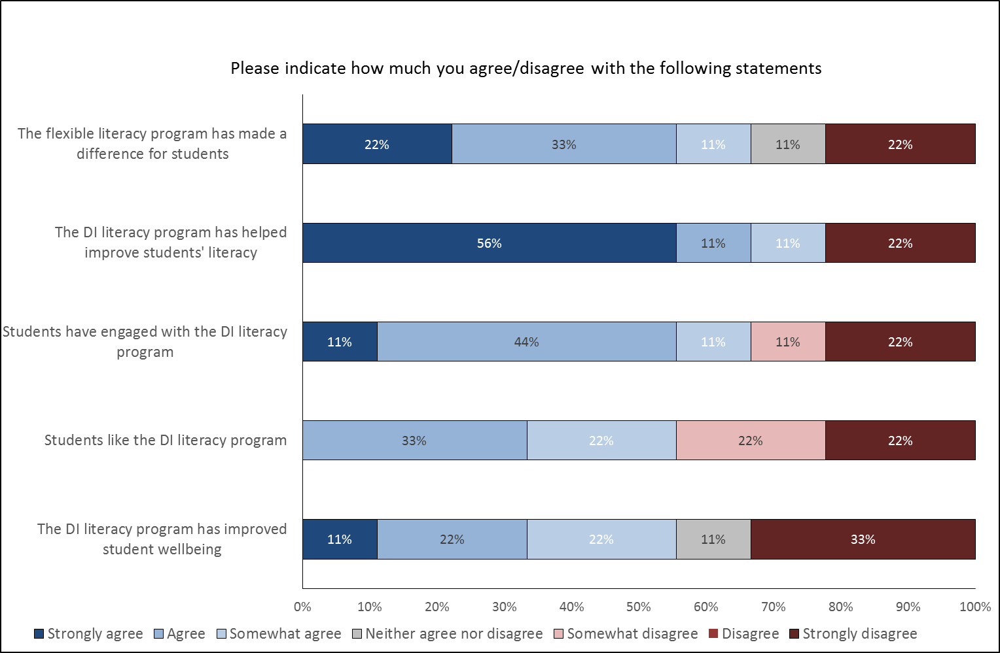 Please indicate how much you agree/disagree with the following statements
The flexible literacy program has made a
difference for students
22% 33% 11% 11% 22%
The DI literacy program has helped
improve students' literacy
56% 11% 11% 22%
Students have engaged with the DI literacy
program
11% 44% 11% 11% 22%
Students like the DI literacy program
33% 22% 22% 22%
The DI literacy program has improved
student wellbeing
11% 22% 22% 11% 33%
0% 10% 20% 30% 40% 50% 60% 70% 80% 90% 100%
Strongly agree Agree Somewhat agree Neither agree nor disagree Somewhat disagree Disagree Strongly disagree